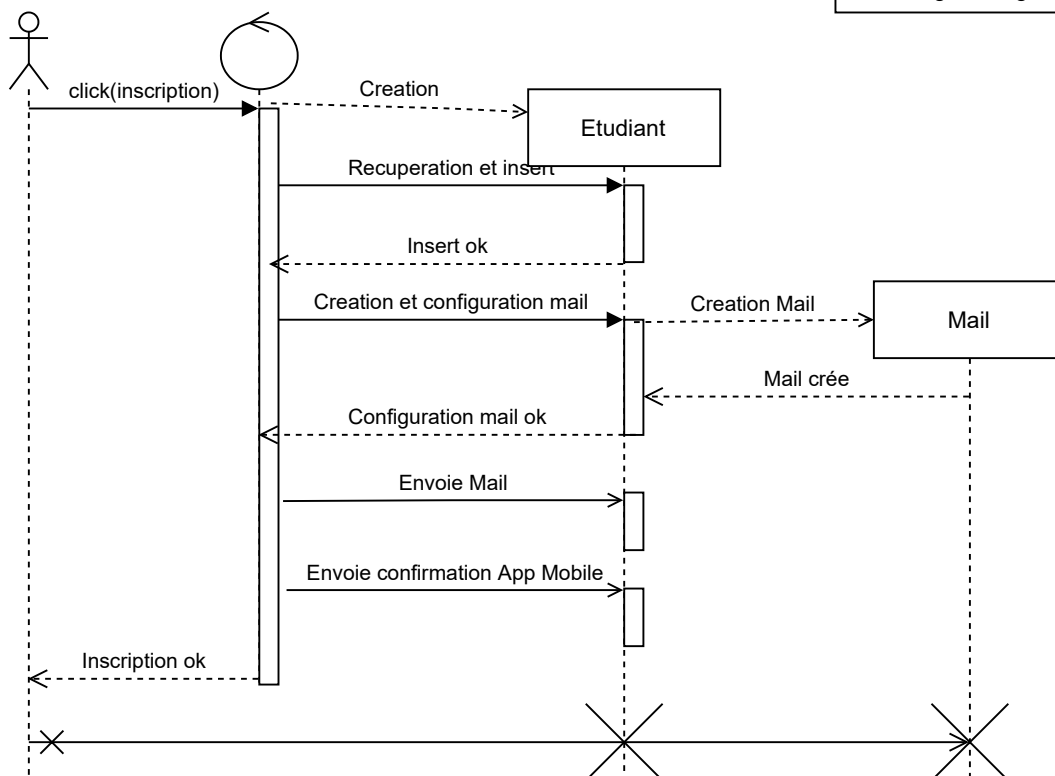 click(inscription)
Creation
Etudiant
Recuperation et insert
Insert ok
Creation et configuration mail
Creation Mail
Mail
Mail crée
Configuration mail ok
Envoie Mail
Envoie confirmation App Mobile
Inscription ok